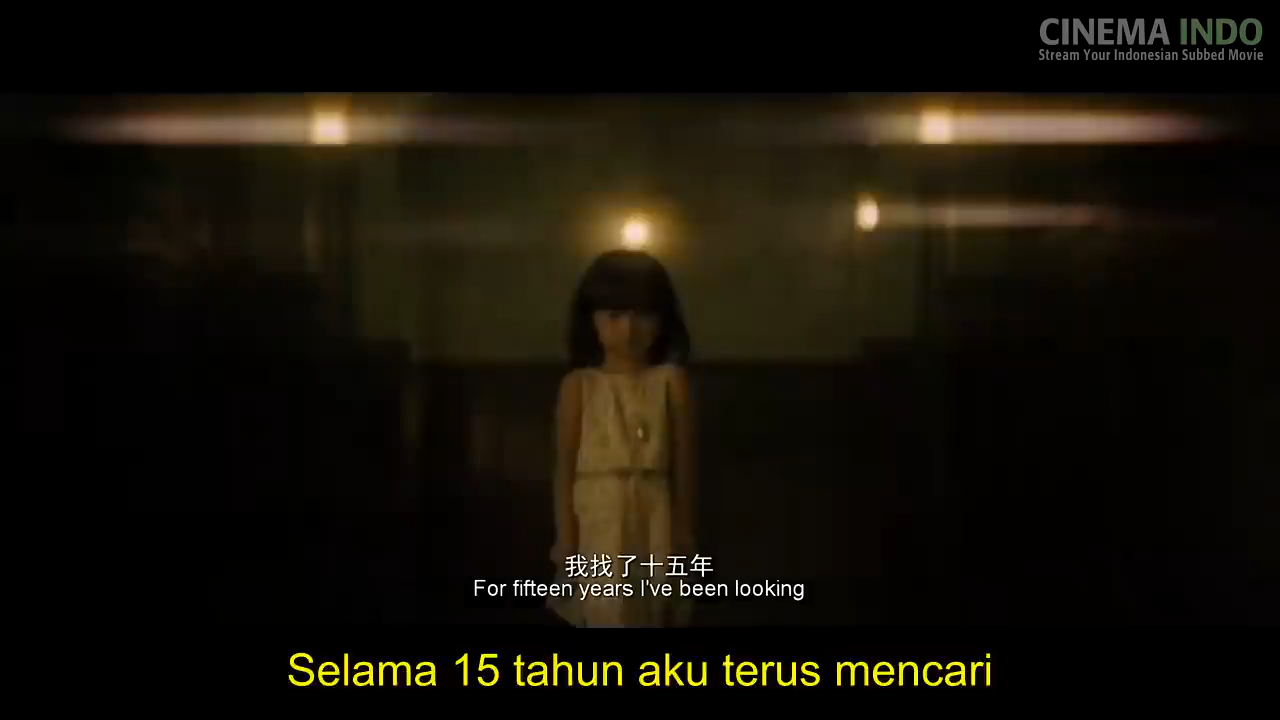 CINEMA INDO
Stream Your Indonesian Subbed Movie
我找了十五年
For fifteen years I've been looking
Selama 15 tahun aku terus mencari